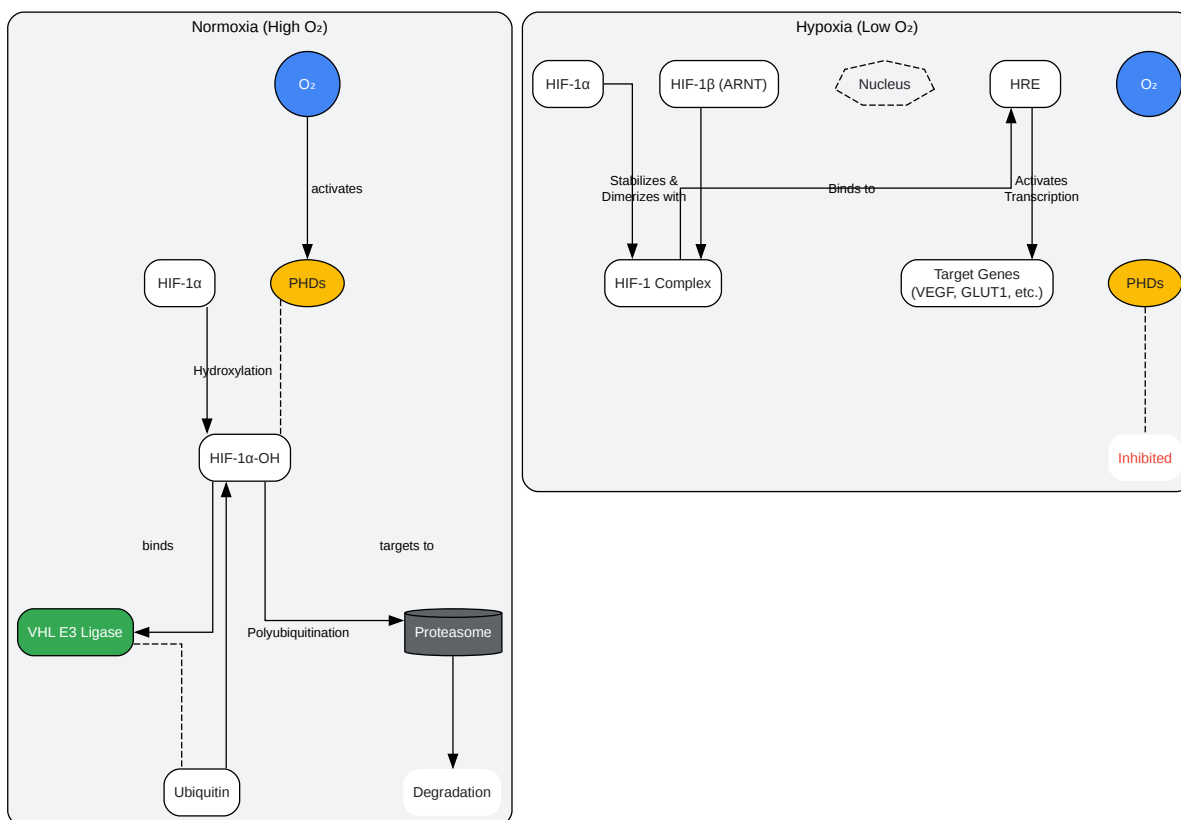 Normoxia (High O₂)
O₂
activates
HIF-1α
PHDs
Hydroxylation
HIF-1α-OH
binds
targets to
VHL E3 Ligase
Polyubiquitination
Proteasome
Ubiquitin
Degradation
Hypoxia (Low O₂)
HIF-1α
HIF-1β (ARNT)
Nucleus
HRE
O₂
Stabilizes &
Dimerizes with
Binds to
Activates
Transcription
HIF-1 Complex
Target Genes
(VEGF, GLUT1, etc.)
PHDs
Inhibited